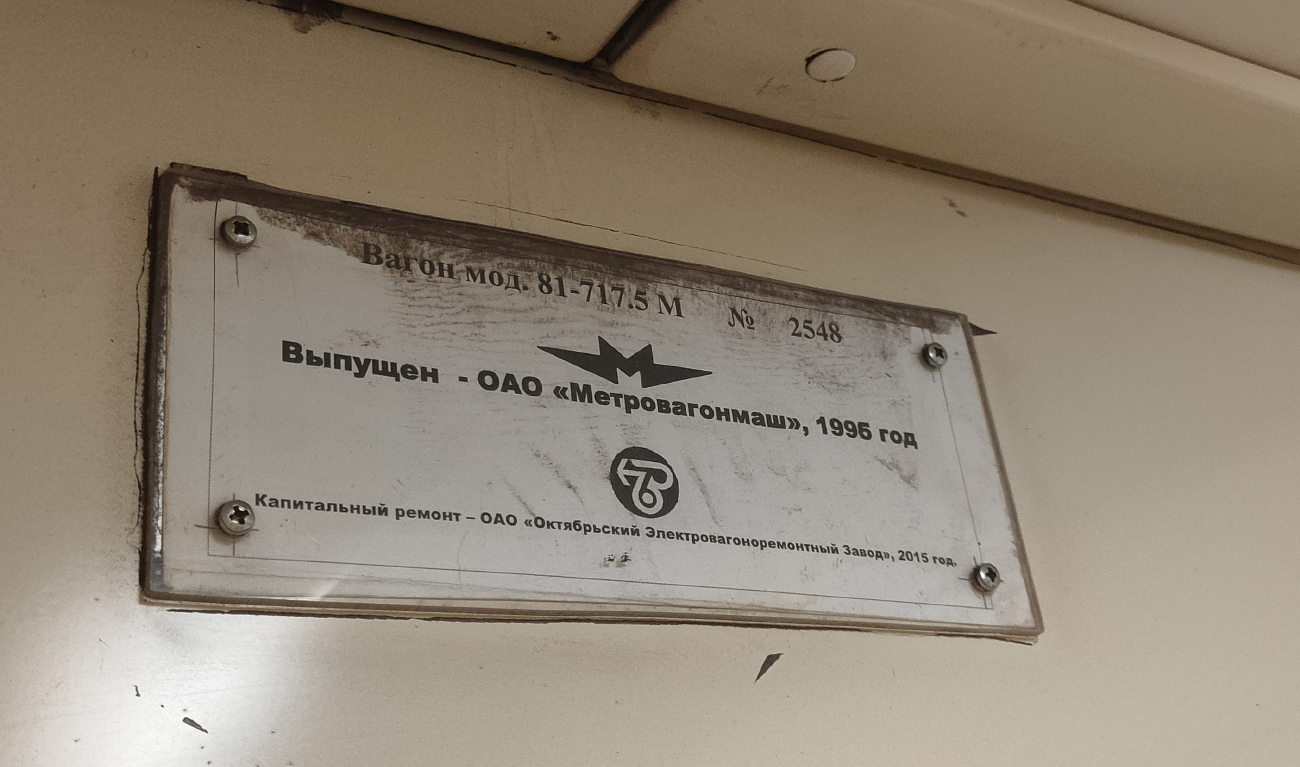 Вагон мод. 81-717.5 М № 2548
Выпущен - ОАО «Метровагонмаш», 1995 год
Капитальный ремонт – ОАО «Октябрьский Электровагоноремонтный Завод», 2015 год.